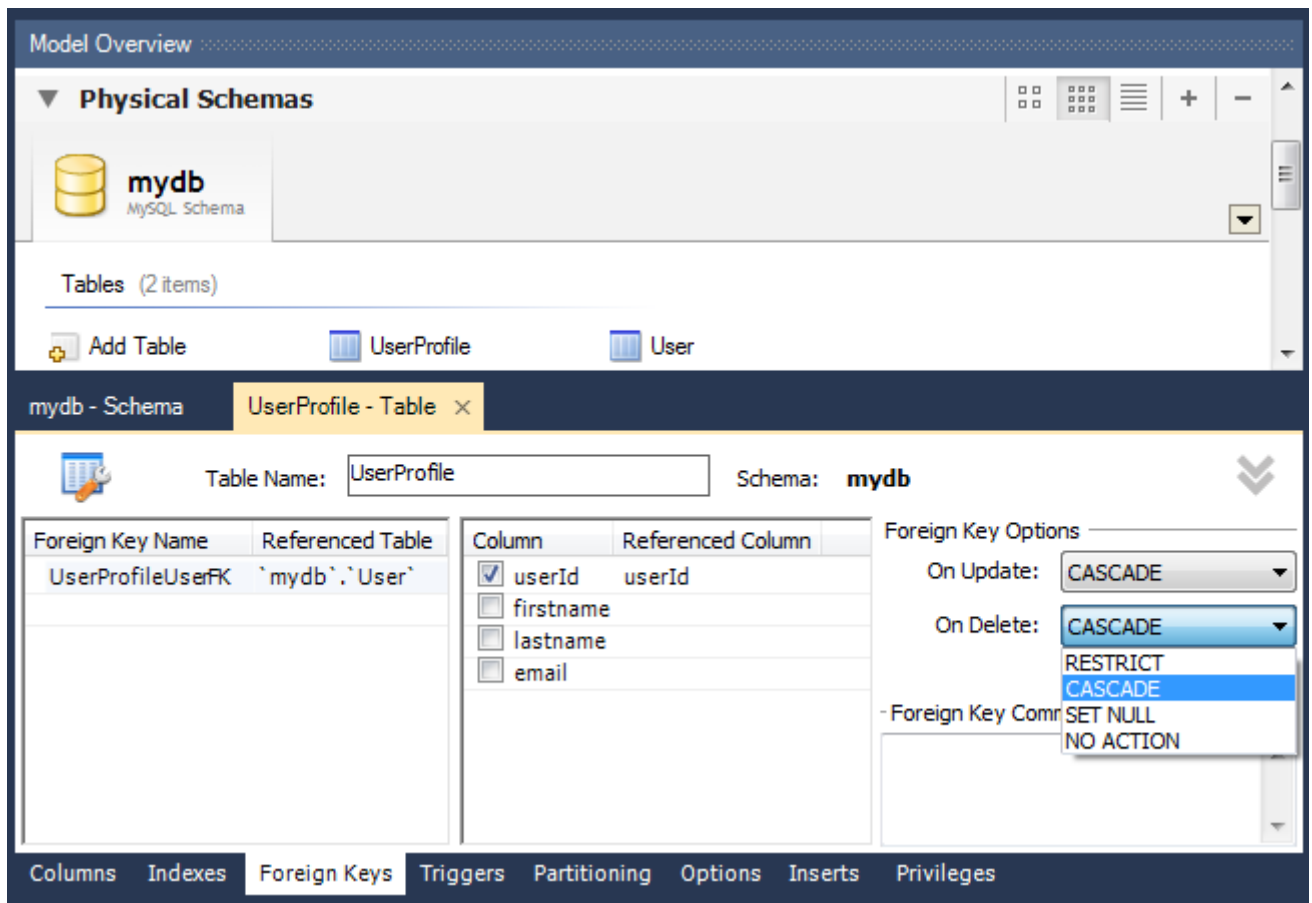 Model Overview
Physical Schemas
mydb
MySQL Schema
Tables (2 items)
Add Table UserProfile User
mydb - Schema UserProfile - Table
Table Name: UserProfile Schema: mydb
Foreign Key Name Referenced Table Column Referenced Column Foreign Key Options
UserProfileUserFK `mydb`.`User` userId userId On Update: CASCADE
firstname
On Delete: CASCADE
lastname
RESTRICT
email
CASCADE
Foreign Key Comm SET NULL
NO ACTION
Columns Indexes Foreign Keys Triggers Partitioning Options Inserts Privileges